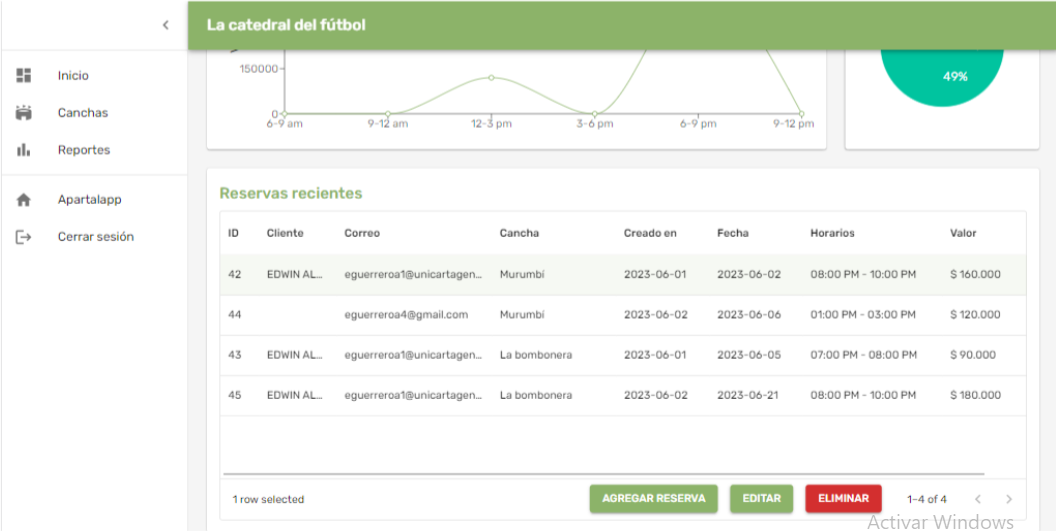 La catedral del fútbol
Inicio
Canchas
Reportes
Apartalapp
Cerrar sesión
150000
0
6-9 am 9-12 am 12-3 pm 3-6 pm 6-9 pm 9-12 pm
49%
Reservas recientes
ID Cliente Correo Cancha Creado en Fecha Horarios Valor
42 EDWIN AL... eguerreroa1@unicartagen... Murumbí 2023-06-01 2023-06-02 08:00 PM - 10:00 PM $ 160.000
44 eguerreroa4@gmail.com Murumbí 2023-06-02 2023-06-06 01:00 PM - 03:00 PM $ 120.000
43 EDWIN AL... eguerreroa1@unicartagen... La bombonera 2023-06-01 2023-06-05 07:00 PM - 08:00 PM $ 90.000
45 EDWIN AL... eguerreroa1@unicartagen... La bombonera 2023-06-02 2023-06-21 08:00 PM - 10:00 PM $ 180.000
1 row selected AGREGAR RESERVA EDITAR ELIMINAR 1-4 of 4
Activar Windows